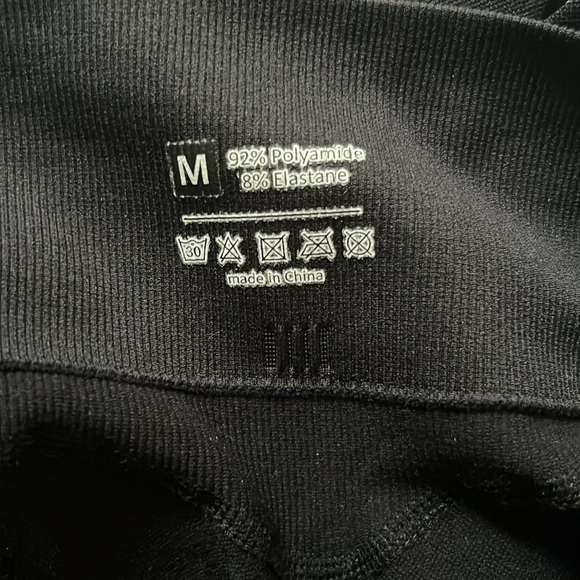 M
92% Polyamide
8% Elastane
30
made in China